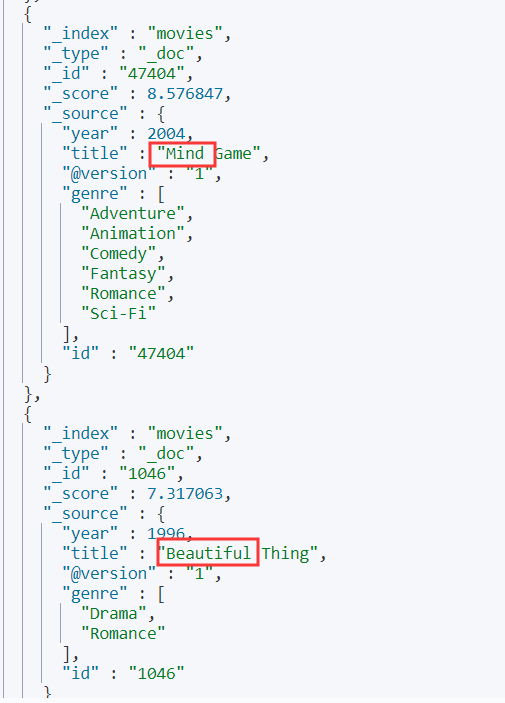 },
{
"_index" : "movies",
"_type" : "_doc",
"_id" : "47404",
"_score" : 8.576847,
"_source" : {
"year" : 2004,
"title" : "Mind Game",
"@version" : "1",
"genre" : [
"Adventure",
"Animation",
"Comedy",
"Fantasy",
"Romance",
"Sci-Fi"
],
"id" : "47404"
}
},
{
"_index" : "movies",
"_type" : "_doc",
"_id" : "1046",
"_score" : 7.317063,
"_source" : {
"year" : 1996,
"title" : "Beautiful Thing",
"@version" : "1",
"genre" : [
"Drama",
"Romance"
],
"id" : "1046"
}